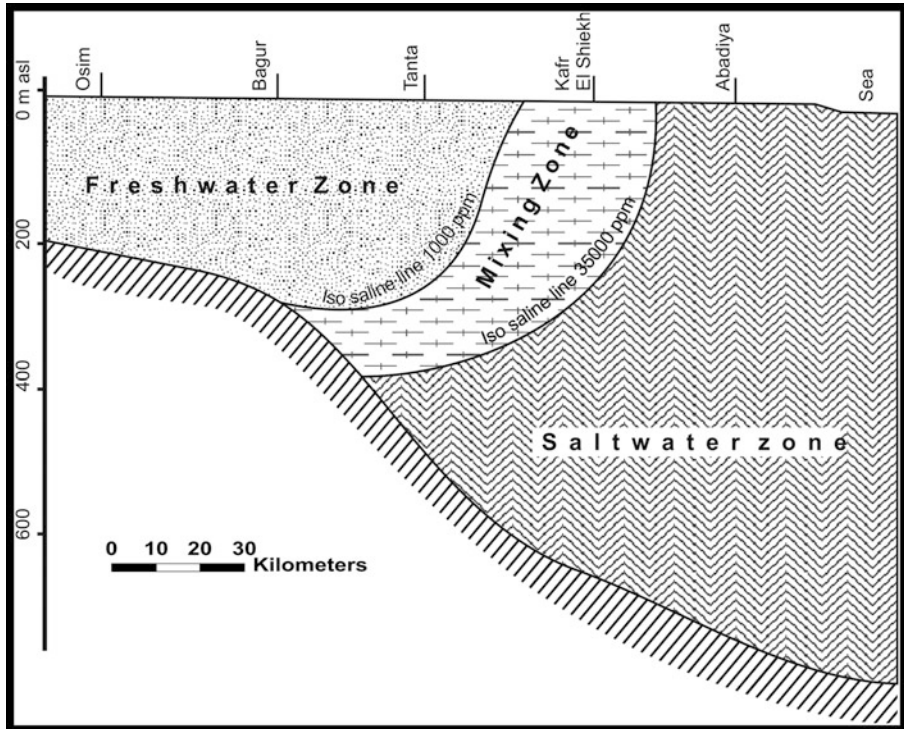 Osim
Bagur
Tanta
Kafr
El Shiekh
Abadiya
Sea
0 m asl
200
400
600
Freshwater Zone
Mixing Zone
Iso saline line 1000 ppm
Iso saline line 35000 ppm
Saltwater zone
0 10 20 30
Kilometers